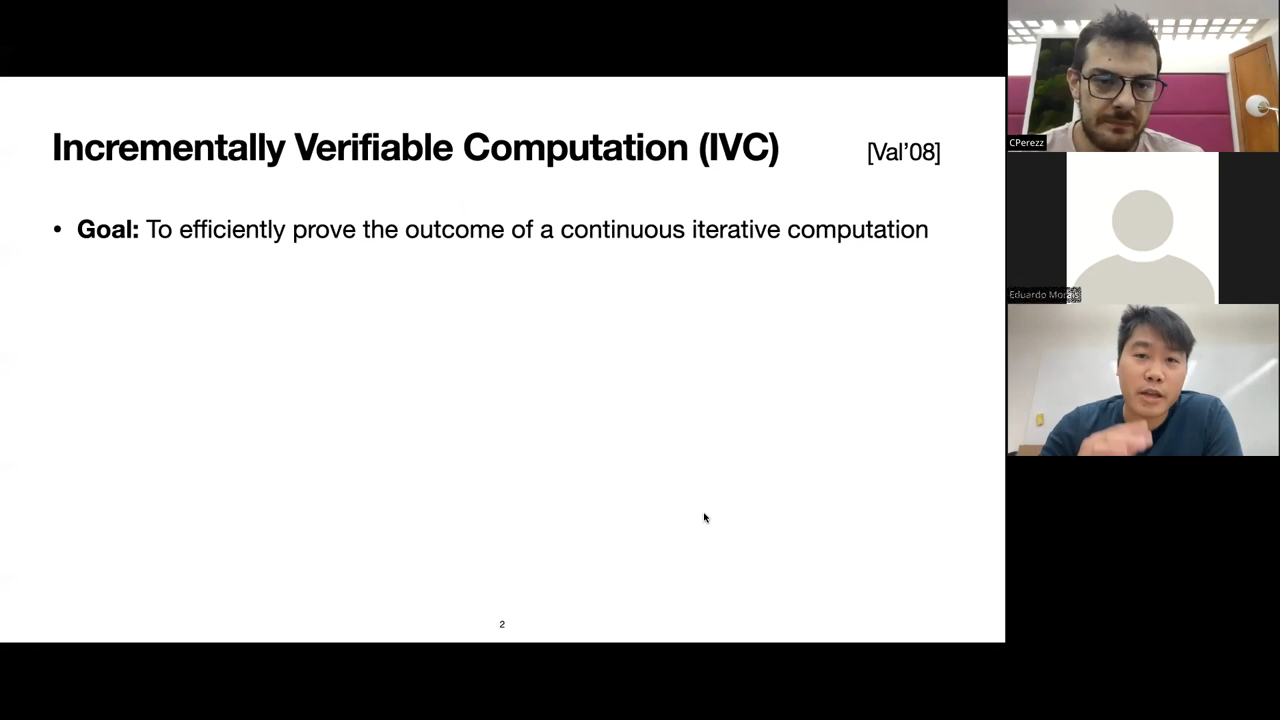 Incrementally Verifiable Computation (IVC) [Val’08]
• Goal: To efficiently prove the outcome of a continuous iterative computation
2
CPerezz
Eduardo Morais